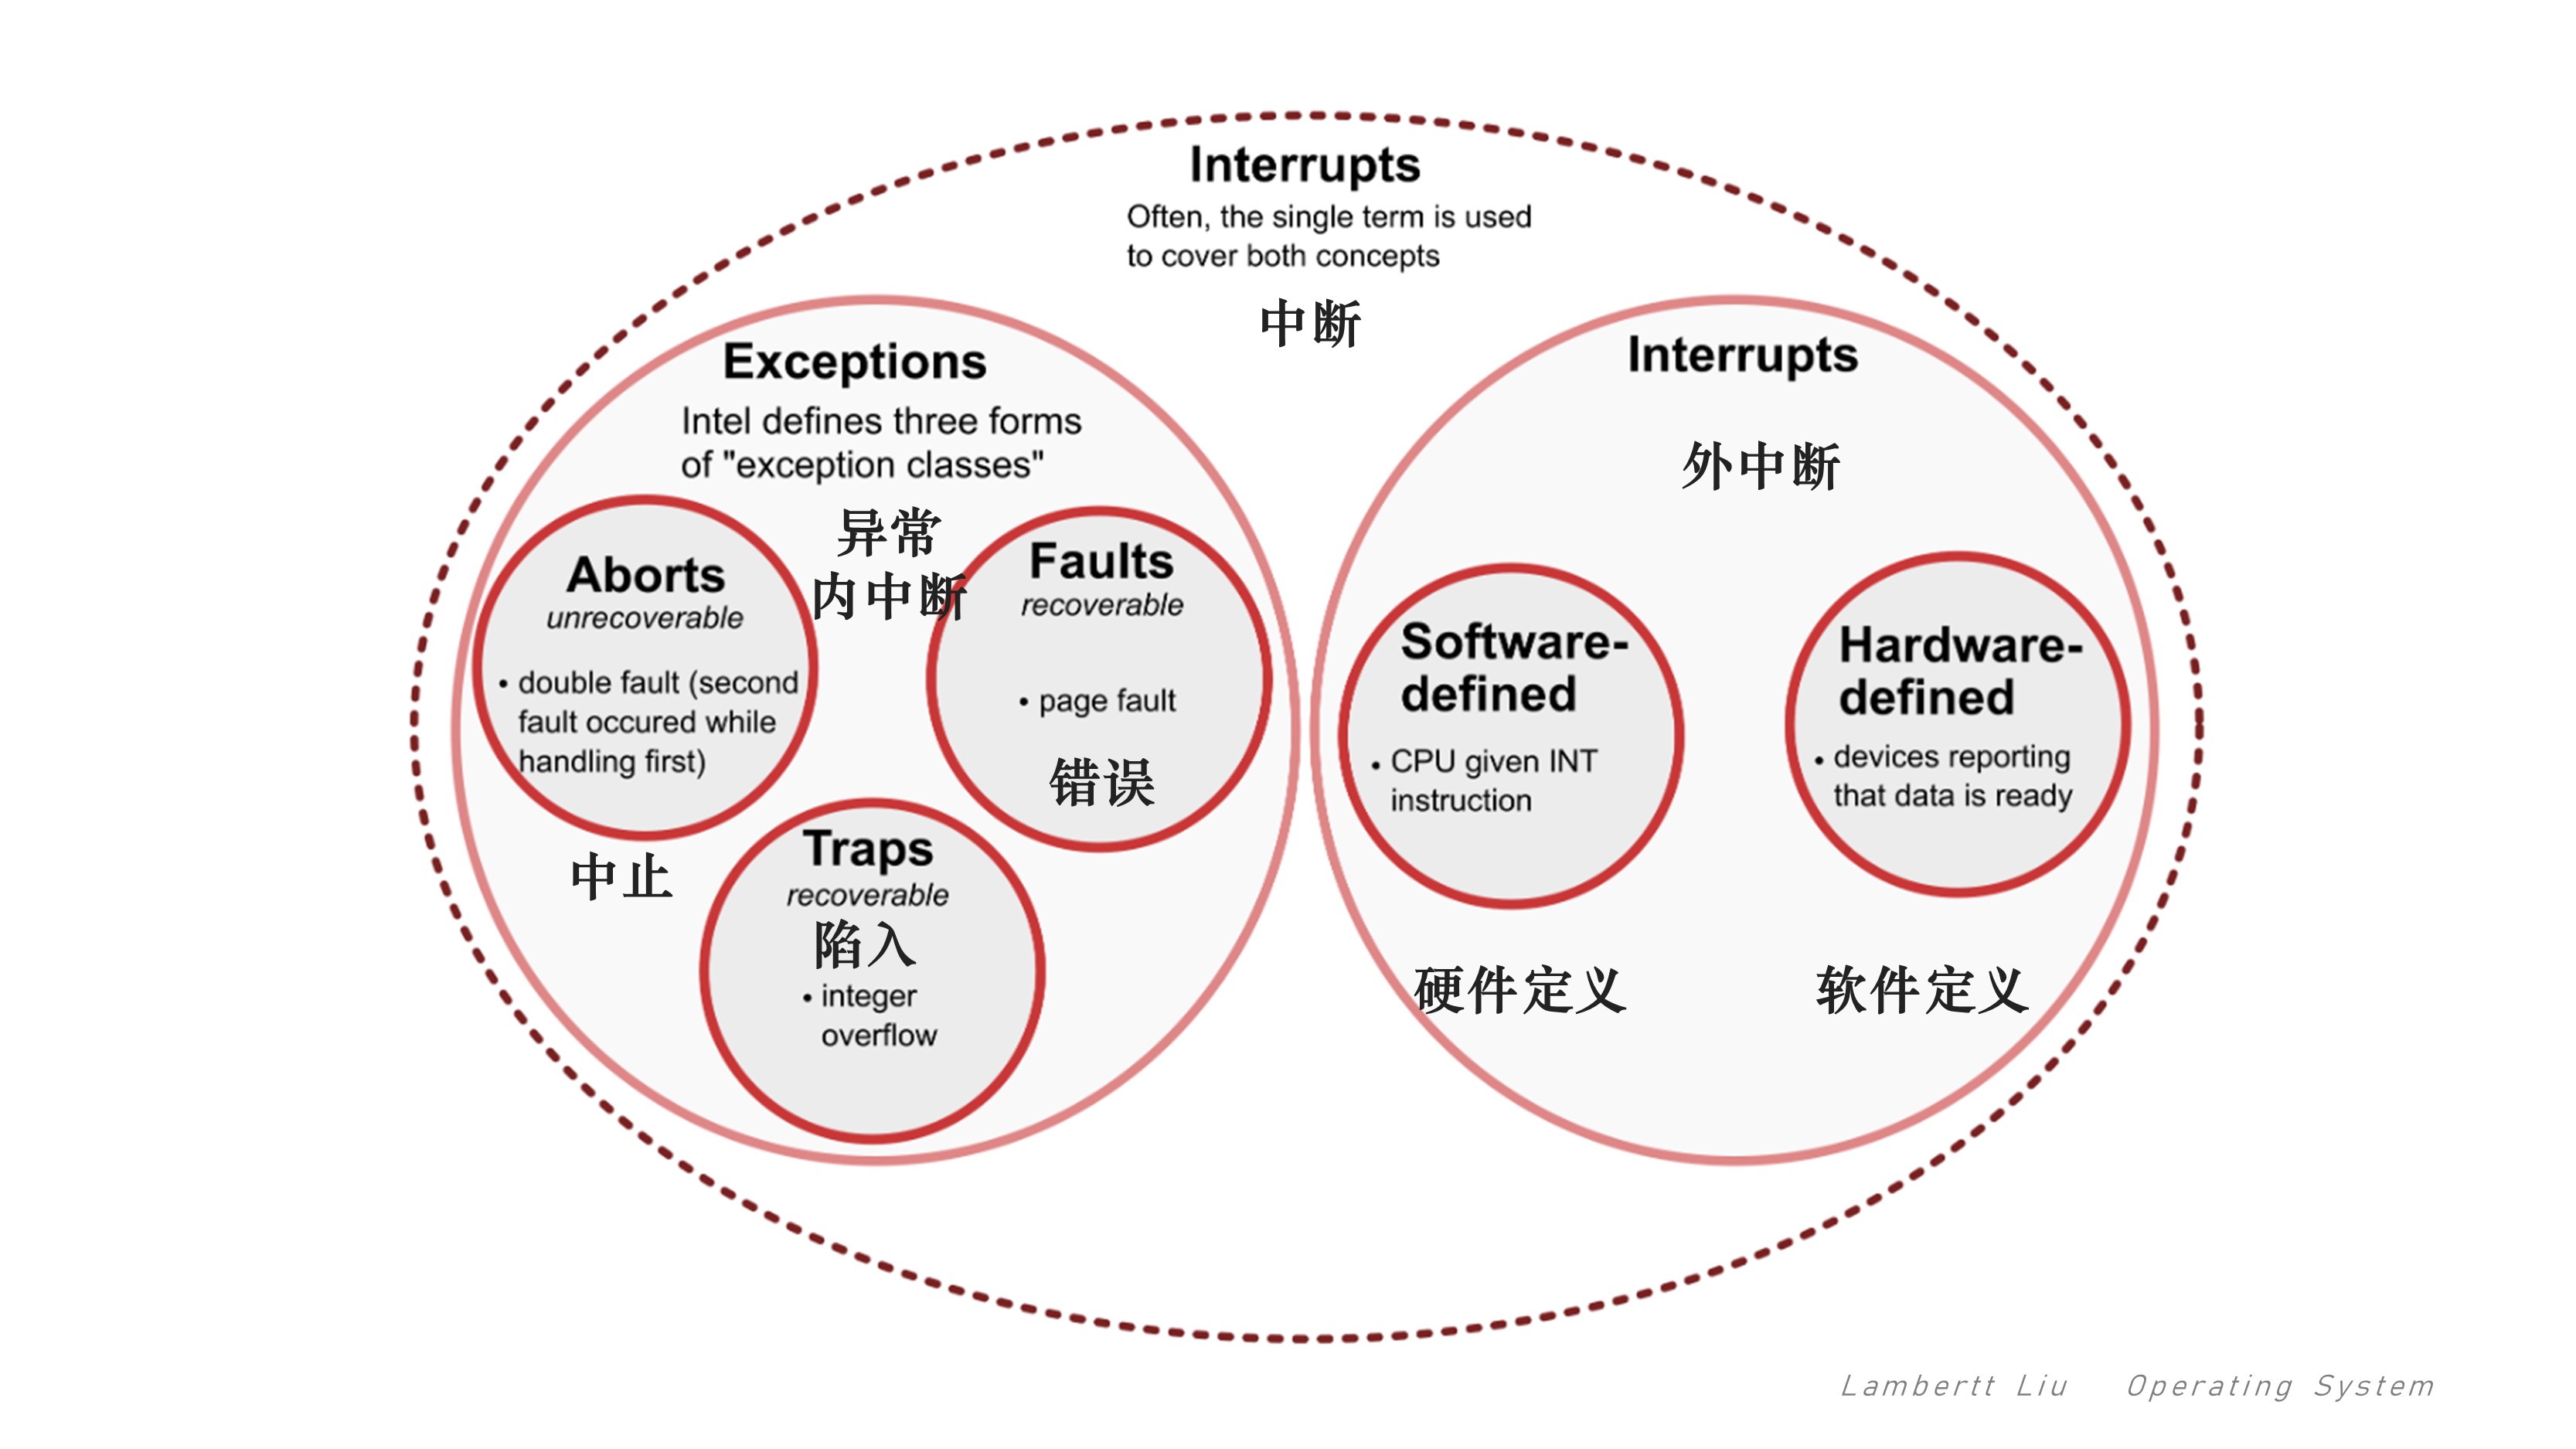 Interrupts
Often, the single term is used
to cover both concepts
中断
Exceptions
Intel defines three forms
of "exception classes"
异常
内中断
Aborts
unrecoverable
• double fault (second
fault occured while
handling first)
中止
Faults
recoverable
• page fault
错误
Traps
recoverable
陷入
• integer
overflow
Interrupts
外中断
Software-
defined
• CPU given INT
instruction
硬件定义
Hardware-
defined
• devices reporting
that data is ready
软件定义
Lambertt Liu Operating System